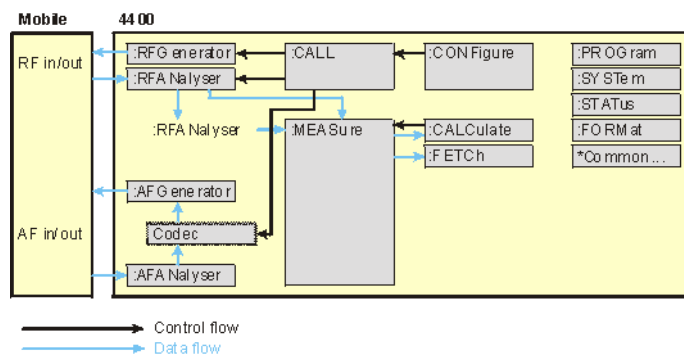 Mobile
4400
RF in/out
:RFGenerator
:CALL
:CONFigure
:PROGram
:RFANalyser
:SYSTem
:STATus
:RFANalyser
:MEASure
:CALCulate
:FORMat
:FETCh
*Common ...
:AFGenerator
AF in/out
Codec
:AFANalyser
Control flow
Data flow